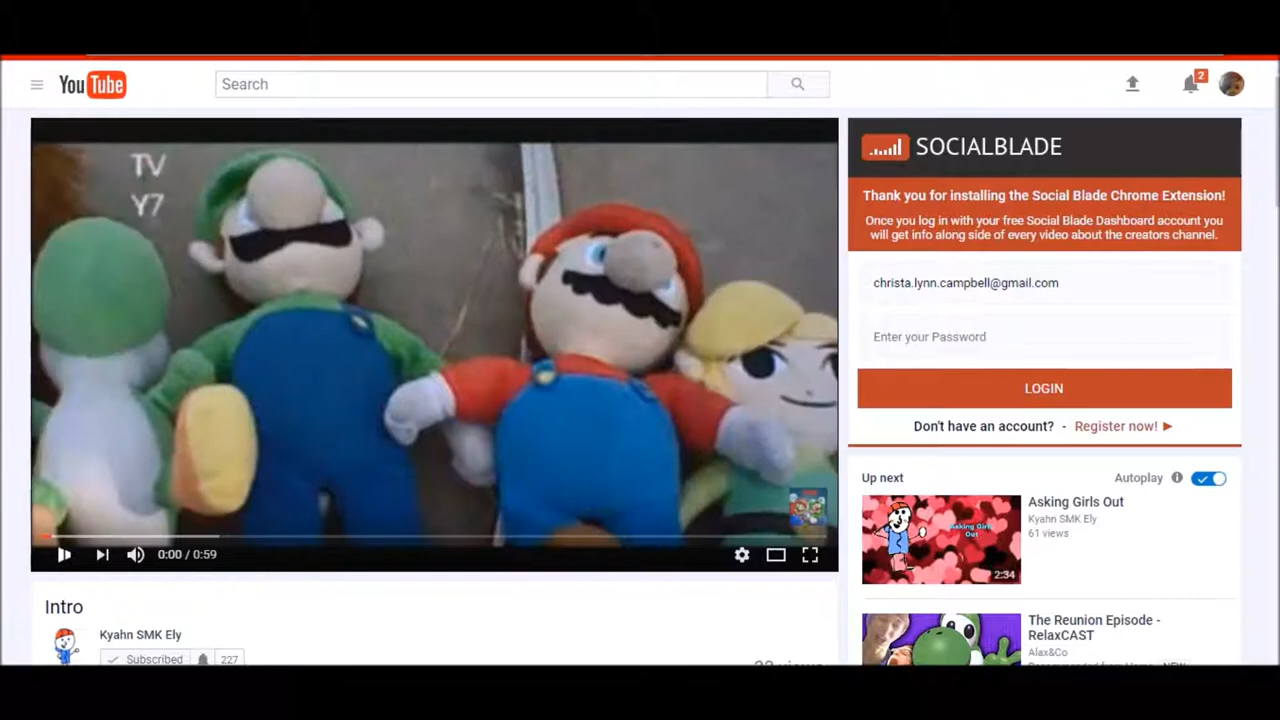 YouTube
Search
2
TV
Y7
0:00 / 0:59
Intro
Kyahn SMK Ely
Subscribed
227
SOCIALBLADE
Thank you for installing the Social Blade Chrome Extension!
Once you log in with your free Social Blade Dashboard account you
will get info along side of every video about the creators channel.
christa.lynn.campbell@gmail.com
Enter your Password
LOGIN
Don't have an account? - Register now!
Up next
Autoplay
Asking Girls Out
Kyahn SMK Ely
61 views
Asking Girls
Out
2:34
The Reunion Episode -
RelaxCAST
Alax&Co